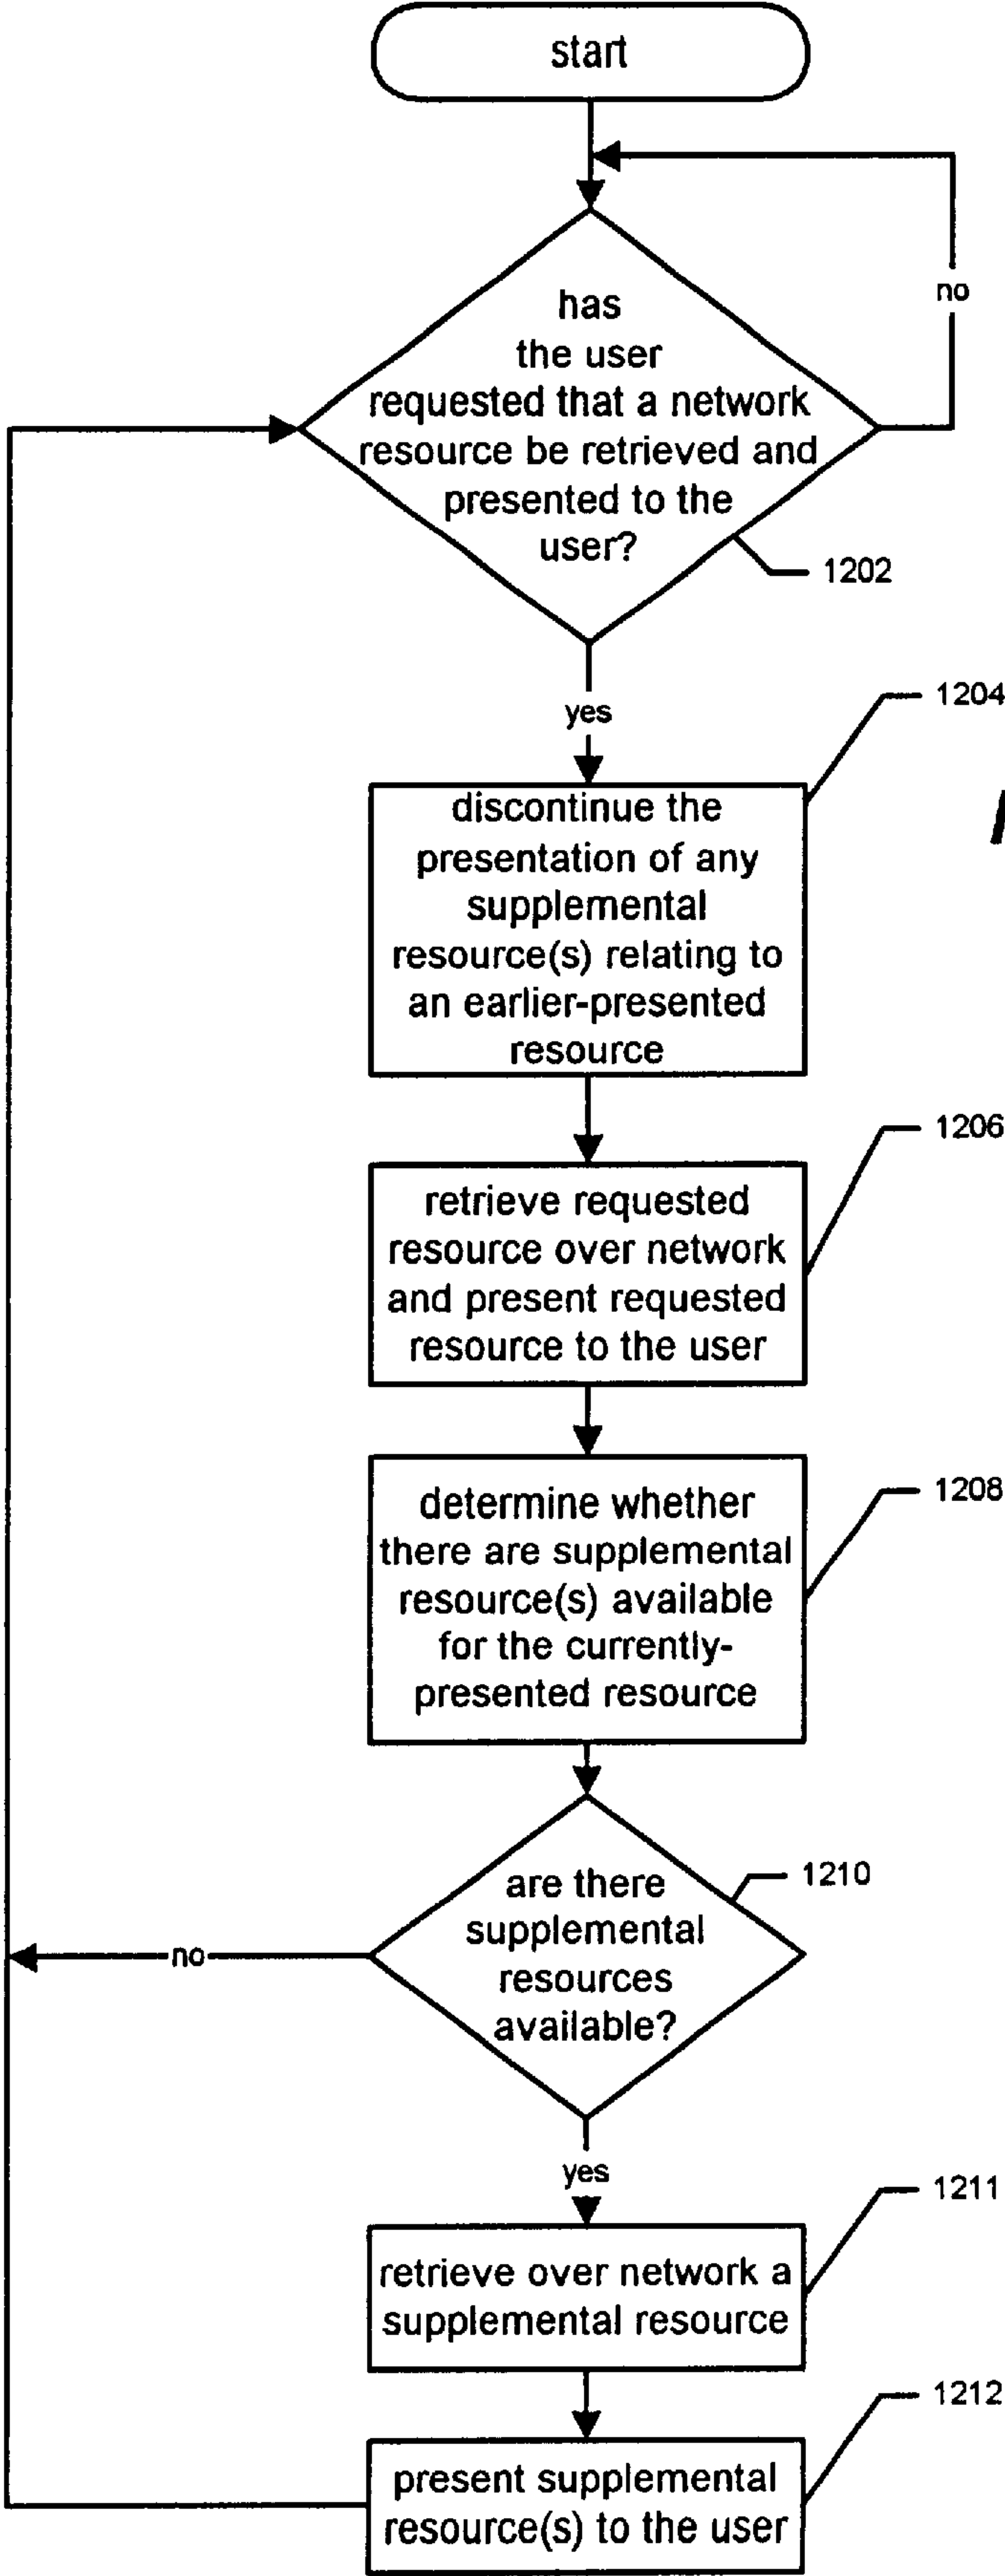 start
no
has
the user
requested that a network
resource be retrieved and
presented to the
user?
1202
yes
1204
discontinue the
presentation of any
supplemental
resource(s) relating to
an earlier-presented
resource
1206
retrieve requested
resource over network
and present requested
resource to the user
1208
determine whether
there are supplemental
resource(s) available
for the currently-
presented resource
1210
are there
supplemental
resources
available?
no
yes
1211
retrieve over network a
supplemental resource
1212
present supplemental
resource(s) to the user